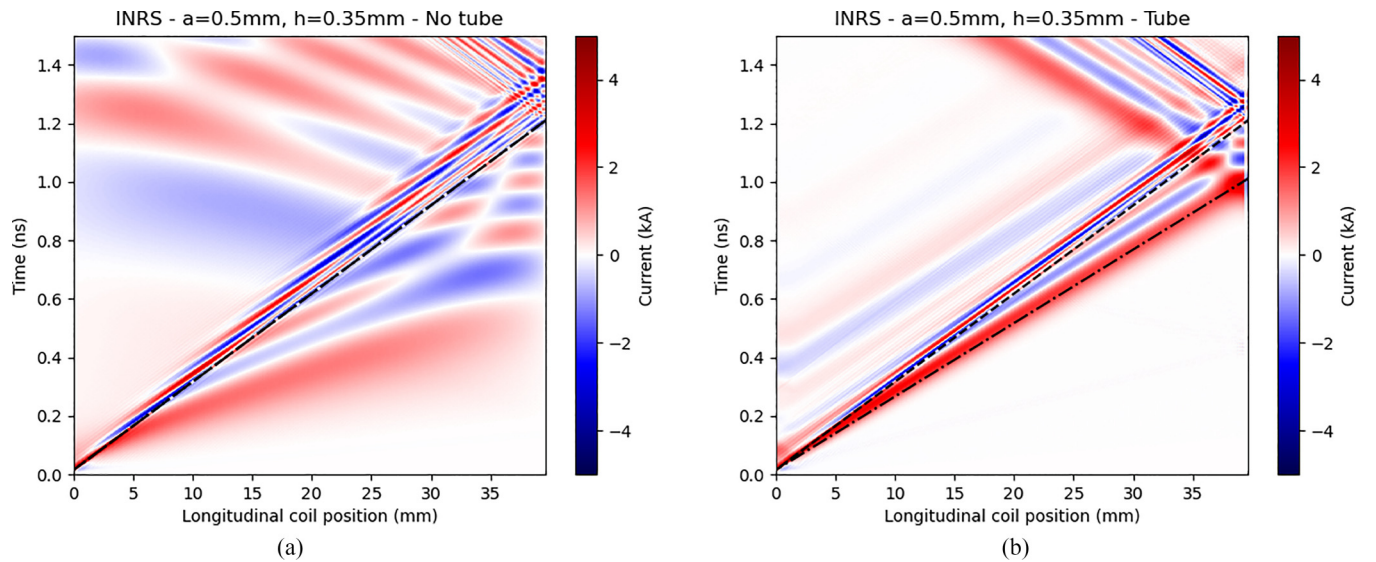 INRS - a=0.5mm, h=0.35mm - No tube
1.4
1.2
1.0
0.8
0.6
0.4
0.2
0.0
Time (ns)
0 5 10 15 20 25 30 35
Longitudinal coil position (mm)
4
2
0
−2
−4
Current (kA)
(a)
INRS - a=0.5mm, h=0.35mm - Tube
1.4
1.2
1.0
0.8
0.6
0.4
0.2
0.0
Time (ns)
0 5 10 15 20 25 30 35
Longitudinal coil position (mm)
4
2
0
−2
−4
Current (kA)
(b)